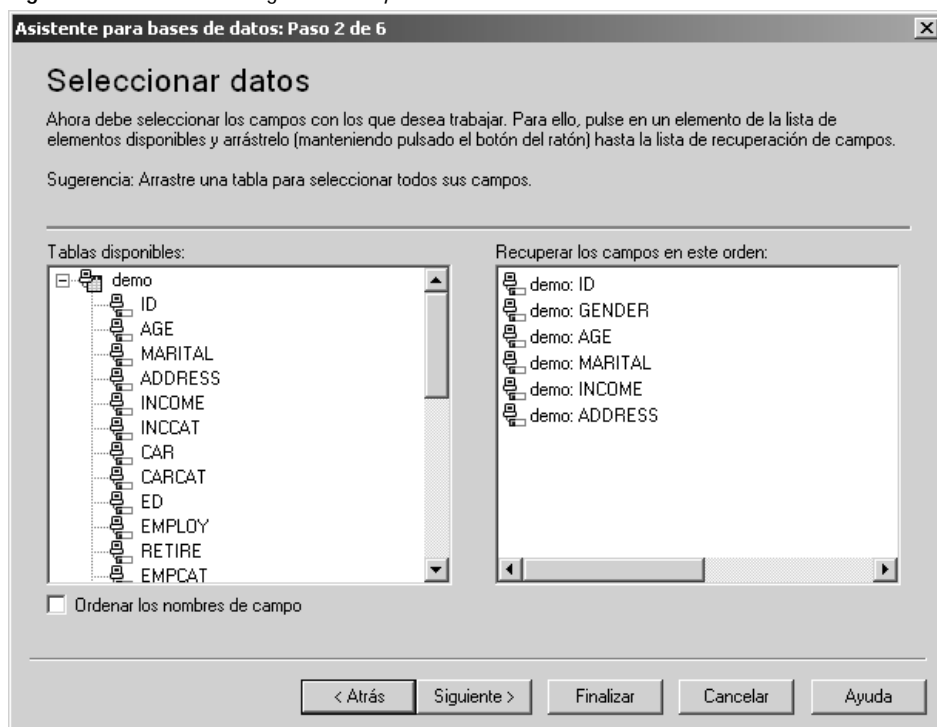 Asistente para bases de datos: Paso 2 de 6
Seleccionar datos
Ahora debe seleccionar los campos con los que desea trabajar. Para ello, pulse en un elemento de la lista de
elementos disponibles y arrástrelo (manteniendo pulsado el botón del ratón) hasta la lista de recuperación de campos.
Sugerencia: Arrastre una tabla para seleccionar todos sus campos.
Tablas disponibles:
demo
ID
AGE
MARITAL
ADDRESS
INCOME
INCCAT
CAR
CARCAT
ED
EMPLOY
RETIRE
EMPCAT
Ordenar los nombres de campo
Recuperar los campos en este orden:
demo: ID
demo: GENDER
demo: AGE
demo: MARITAL
demo: INCOME
demo: ADDRESS
< Atrás
Siguiente >
Finalizar
Cancelar
Ayuda